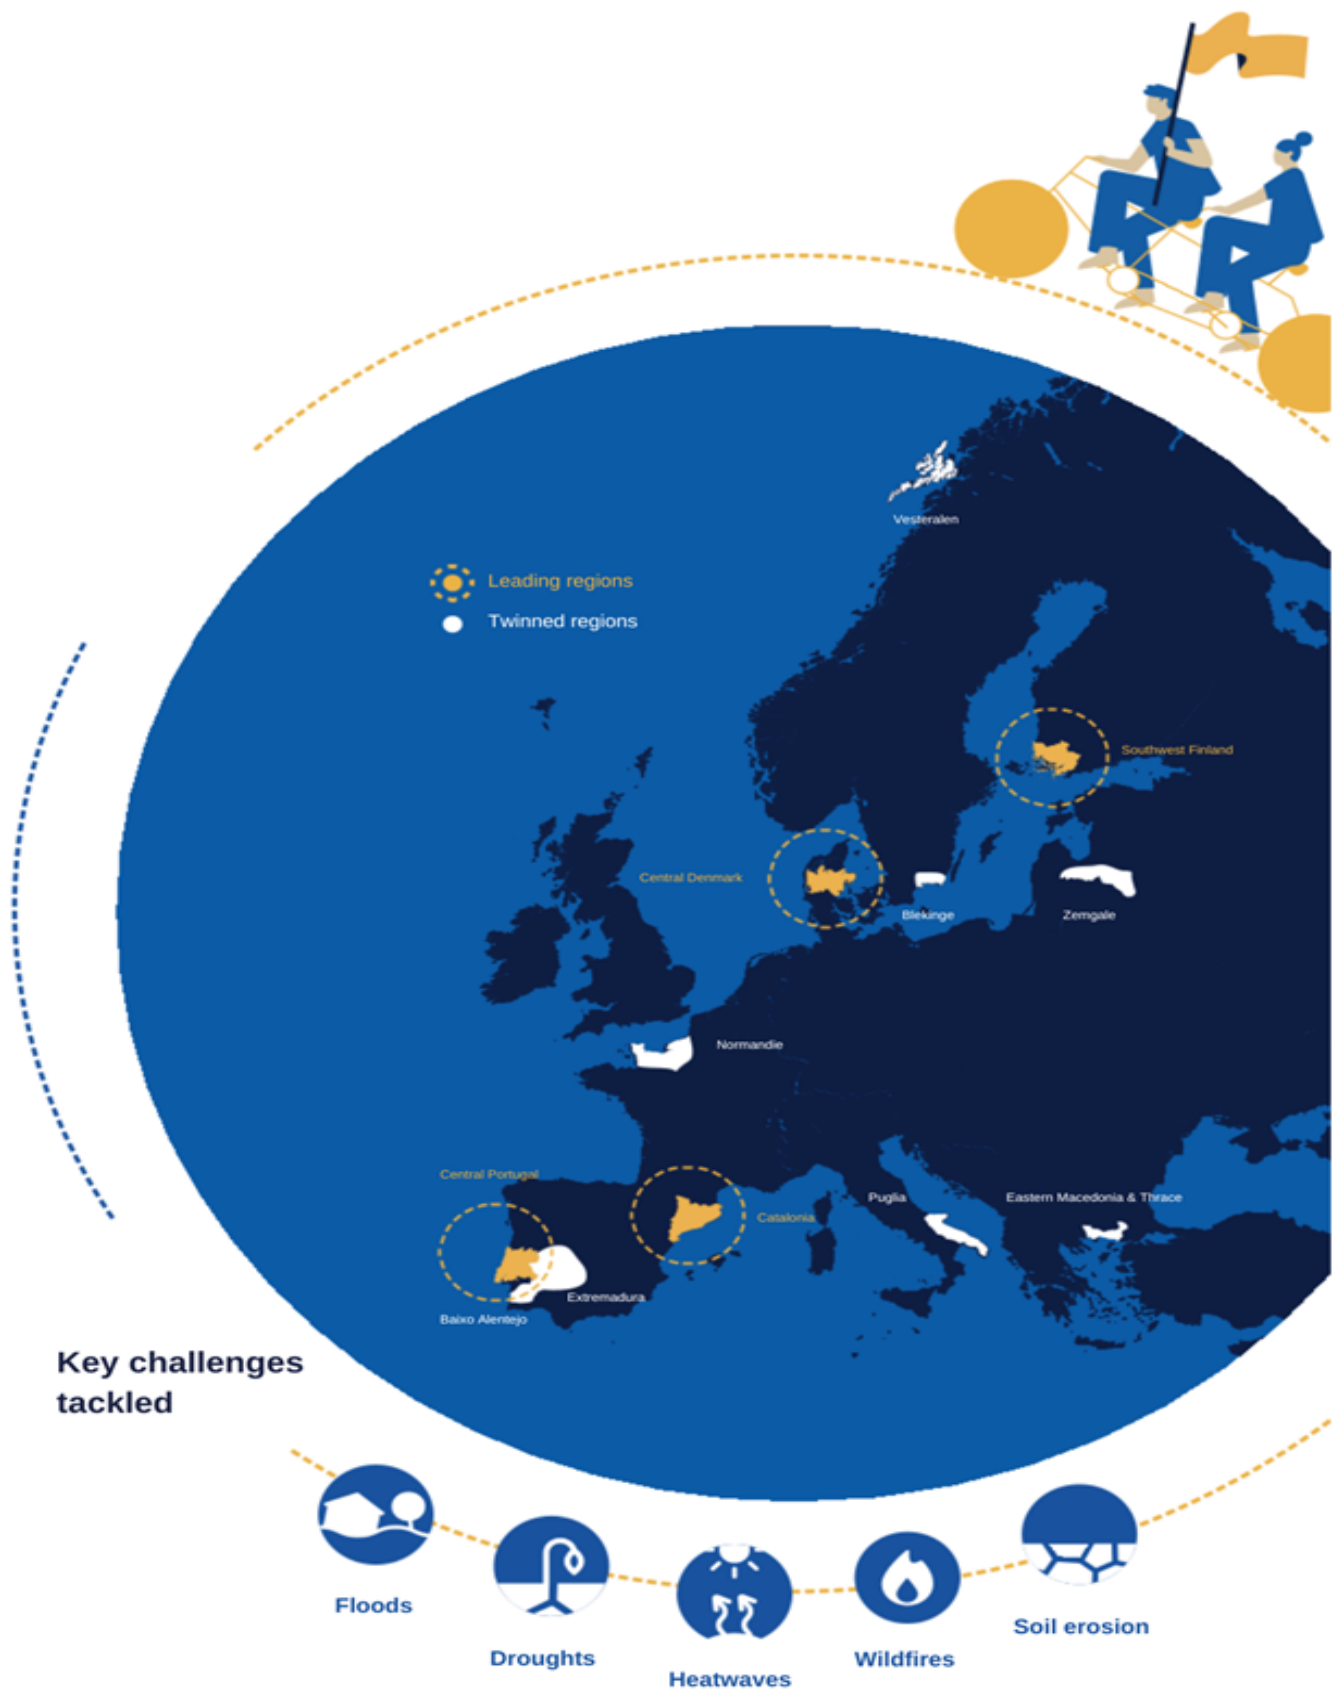 Vesteralen
Leading regions
Twinned regions
Southwest Finland
Central Denmark
Blekinge
Zemgale
Normandie
Central Portugal
Puglia
Eastern Macedonia & Thrace
Catalonia
Extremadura
Baixo Alentejo
Key challenges
tackled
Floods
Droughts
Heatwaves
Wildfires
Soil erosion